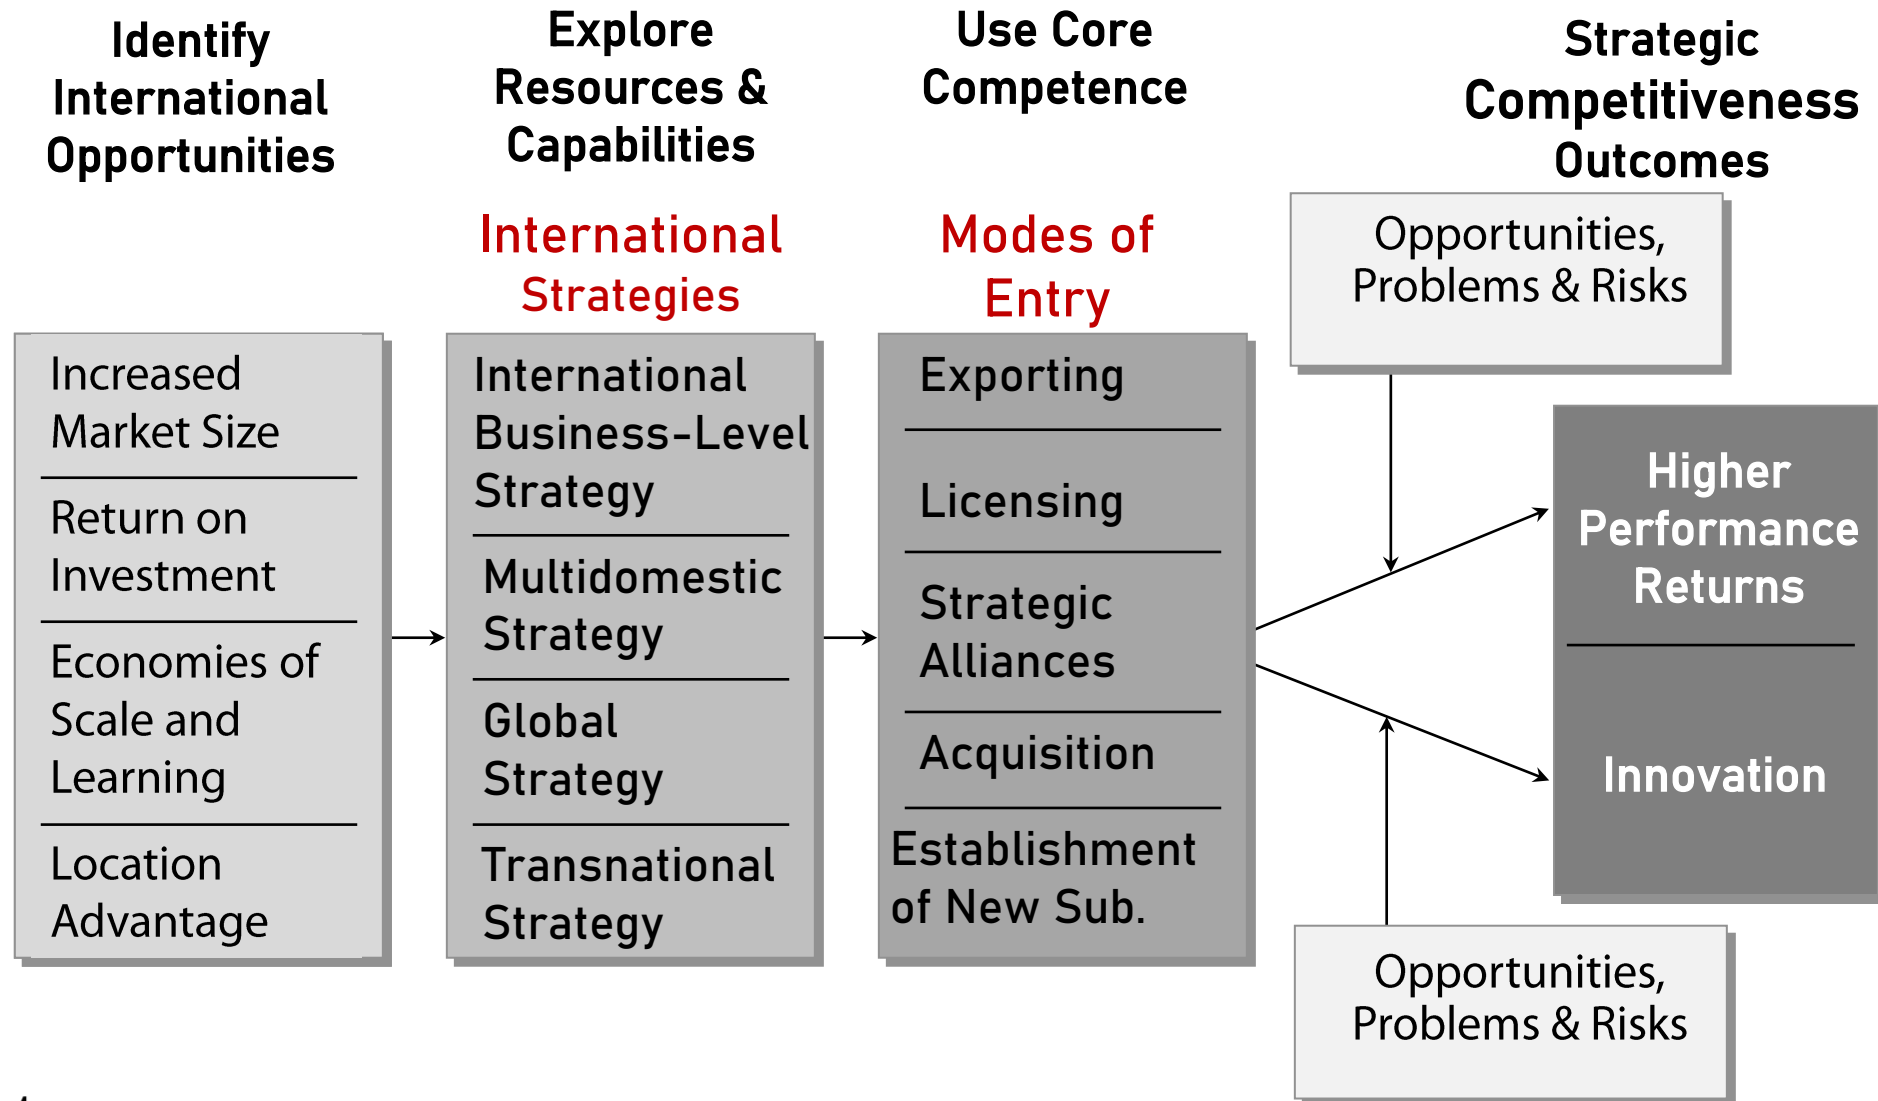 Identify
International
Opportunities
Explore
Resources &
Capabilities
Use Core
Competence
Strategic
Competitiveness
Outcomes
International
Strategies
Modes of
Entry
Opportunities,
Problems & Risks
Increased
Market Size
Return on
Investment
Economies of
Scale and
Learning
Location
Advantage
International
Business-Level
Strategy
Multidomestic
Strategy
Global
Strategy
Transnational
Strategy
Exporting
Licensing
Strategic
Alliances
Acquisition
Establishment
of New Sub.
Higher
Performance
Returns
Innovation
Opportunities,
Problems & Risks